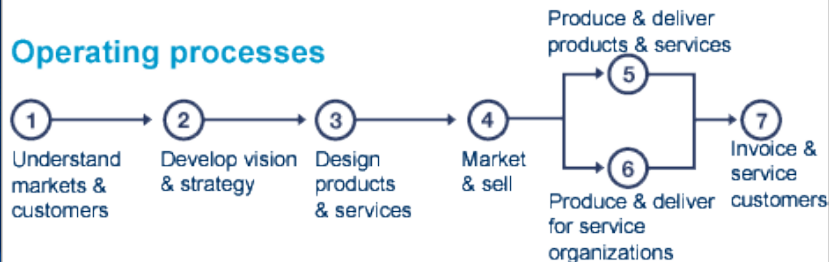 Operating processes
1
Understand
markets &
customers
2
Develop vision
& strategy
3
Design
products
& services
4
Market
& sell
Produce & deliver
products & services
5
6
Produce & deliver
for service
organizations
7
Invoice &
service
customers